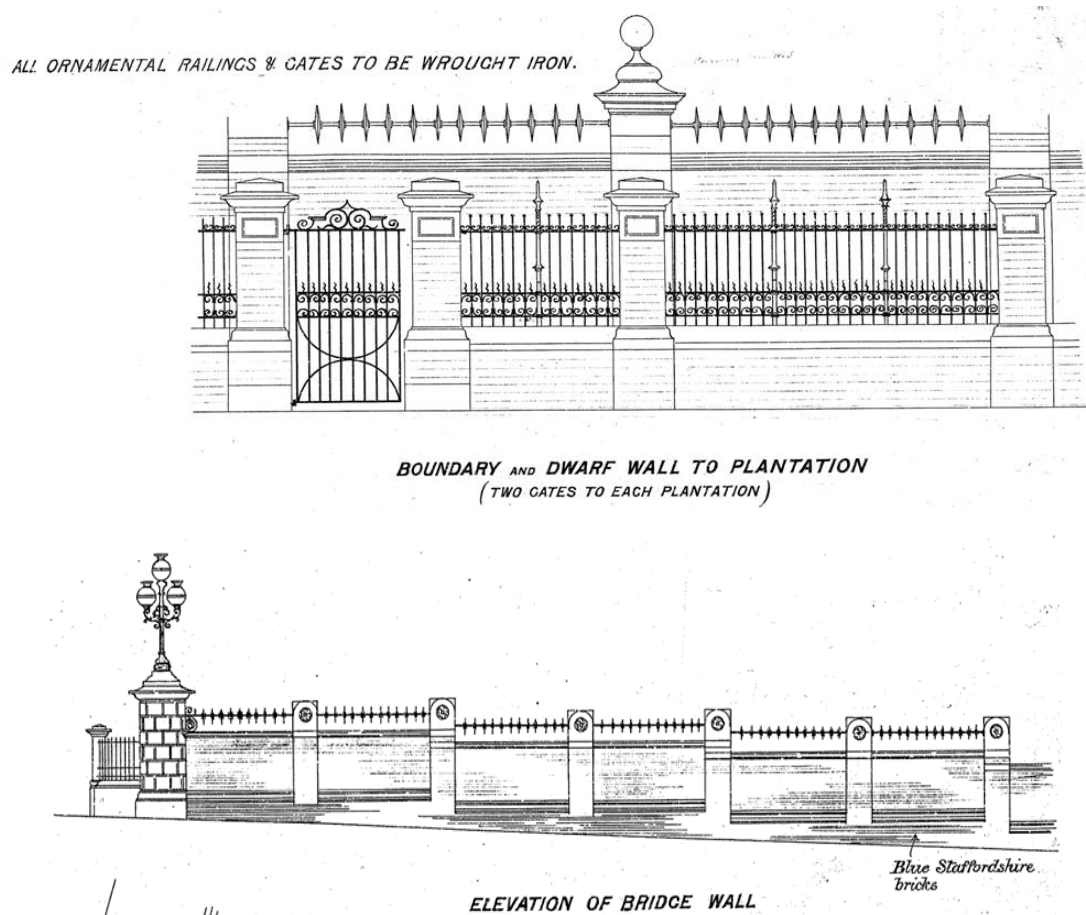 ALL ORNAMENTAL RAILINGS & GATES TO BE WROUGHT IRON.
BOUNDARY AND DWARF WALL TO PLANTATION
(TWO GATES TO EACH PLANTATION)
Blue Staffordshire
bricks
ELEVATION OF BRIDGE WALL